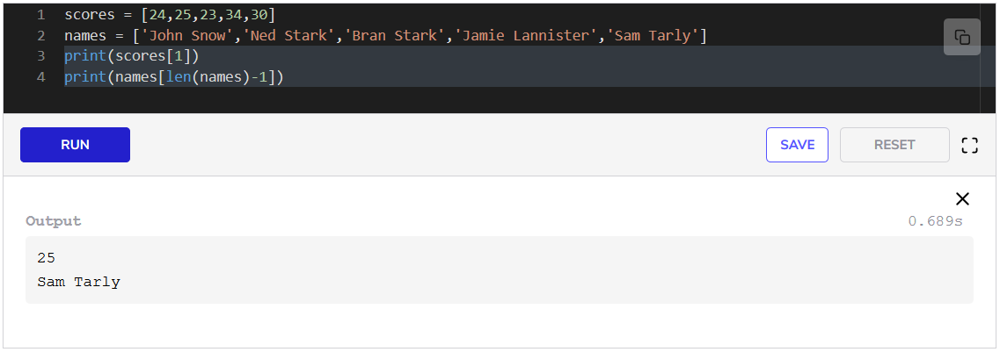 1 scores = [24,25,23,34,30]
2 names = ['John Snow','Ned Stark','Bran Stark','Jamie Lannister','Sam Tarly']
3 print(scores[1])
4 print(names[len(names)-1])
RUN SAVE RESET
Output 0.689s
25
Sam Tarly